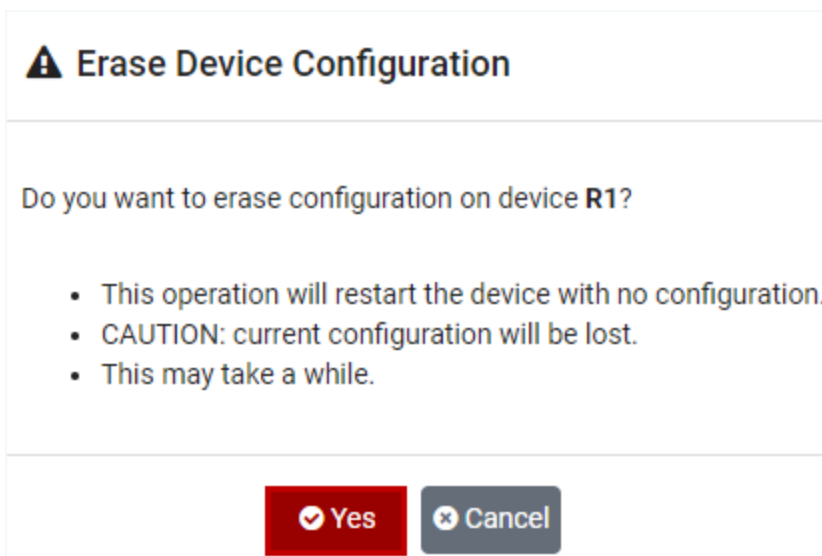 Erase Device Configuration
Do you want to erase configuration on device R1?
• This operation will restart the device with no configuration.
• CAUTION: current configuration will be lost.
• This may take a while.
Yes Cancel